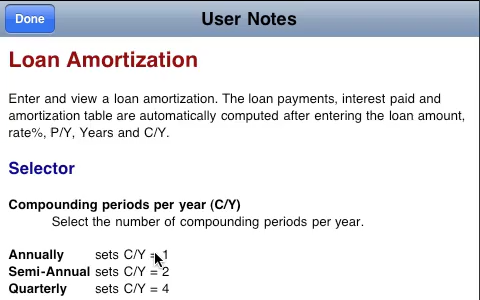 Done
User Notes
Loan Amortization
Enter and view a loan amortization. The loan payments, interest paid and
amortization table are automatically computed after entering the loan amount,
rate%, P/Y, Years and C/Y.
Selector
Compounding periods per year (C/Y)
Select the number of compounding periods per year.
Annually sets C/Y = 1
Semi-Annual sets C/Y = 2
Quarterly sets C/Y = 4